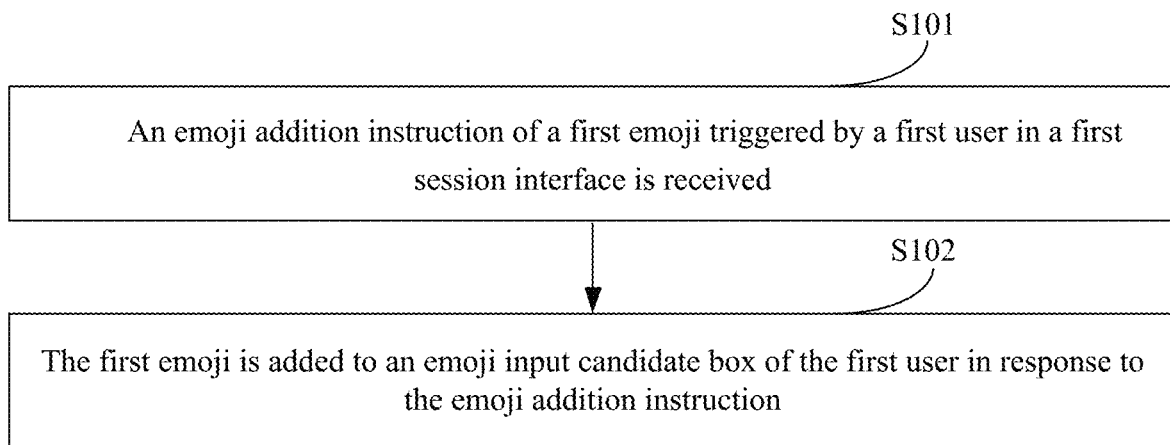 S101
An emoji addition instruction of a first emoji triggered by a first user in a first
session interface is received
S102
The first emoji is added to an emoji input candidate box of the first user in response to
the emoji addition instruction